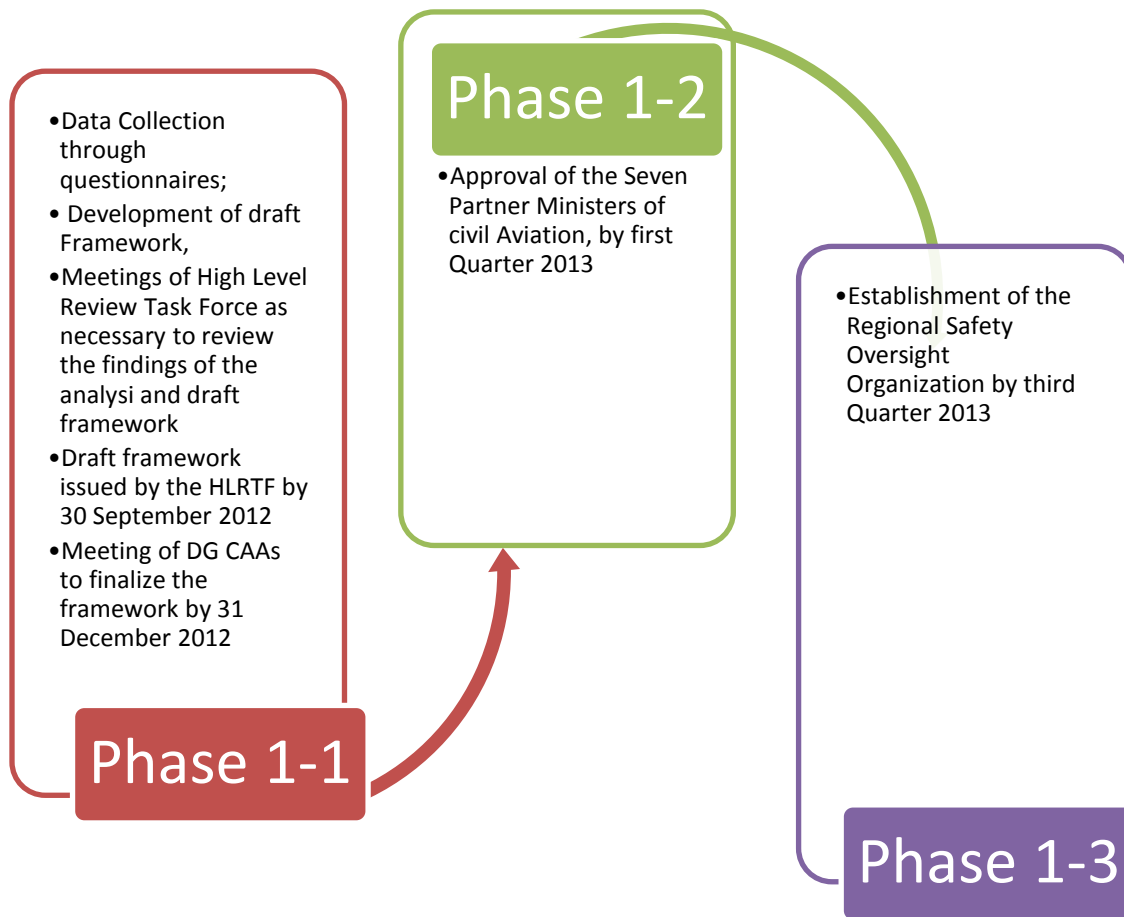 •Data Collection
through
questionnaires;
• Development of draft
Framework,
•Meetings of High Level
Review Task Force as
necessary to review
the findings of the
analysi and draft
framework
•Draft framework
issued by the HLRTF by
30 September 2012
•Meeting of DG CAAs
to finalize the
framework by 31
December 2012
Phase 1-1
Phase 1-2
•Approval of the Seven
Partner Ministers of
civil Aviation, by first
Quarter 2013
•Establishment of the
Regional Safety
Oversight
Organization by third
Quarter 2013
Phase 1-3